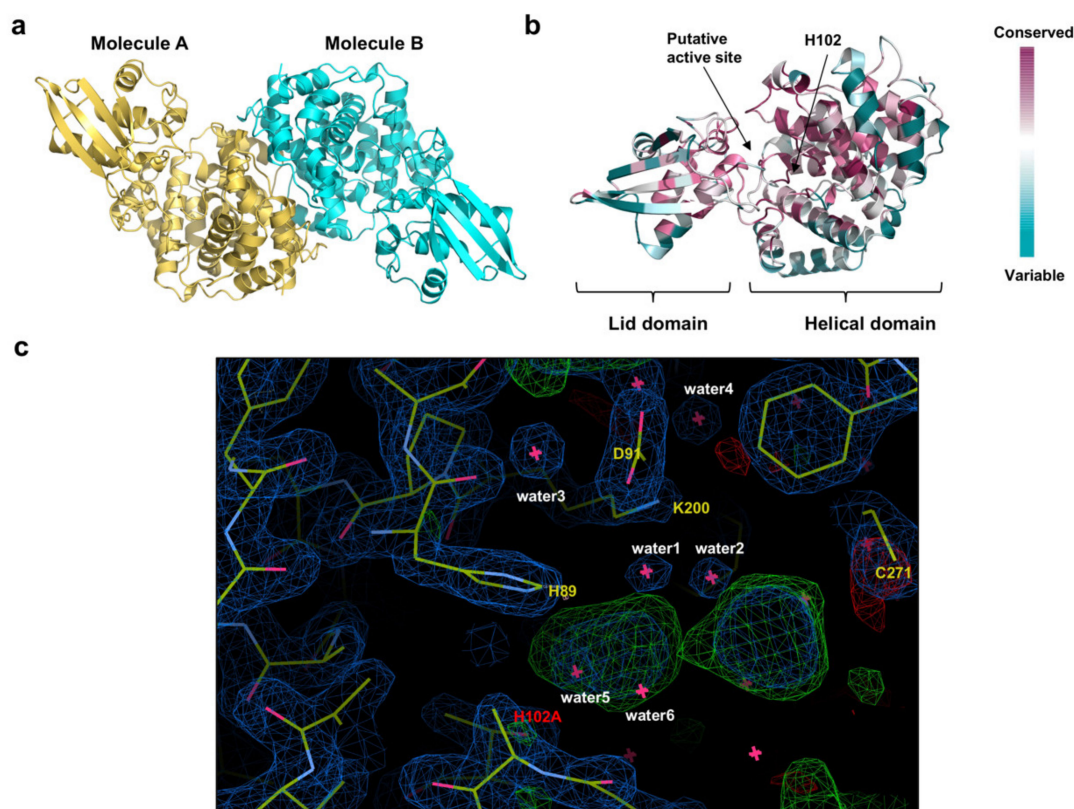 a
Molecule A
Molecule B
b
Putative
active site
H102
Conserved
Variable
Lid domain
Helical domain
c
water4
D91
water3
K200
water1
water2
H89
C271
water5
water6
H102A